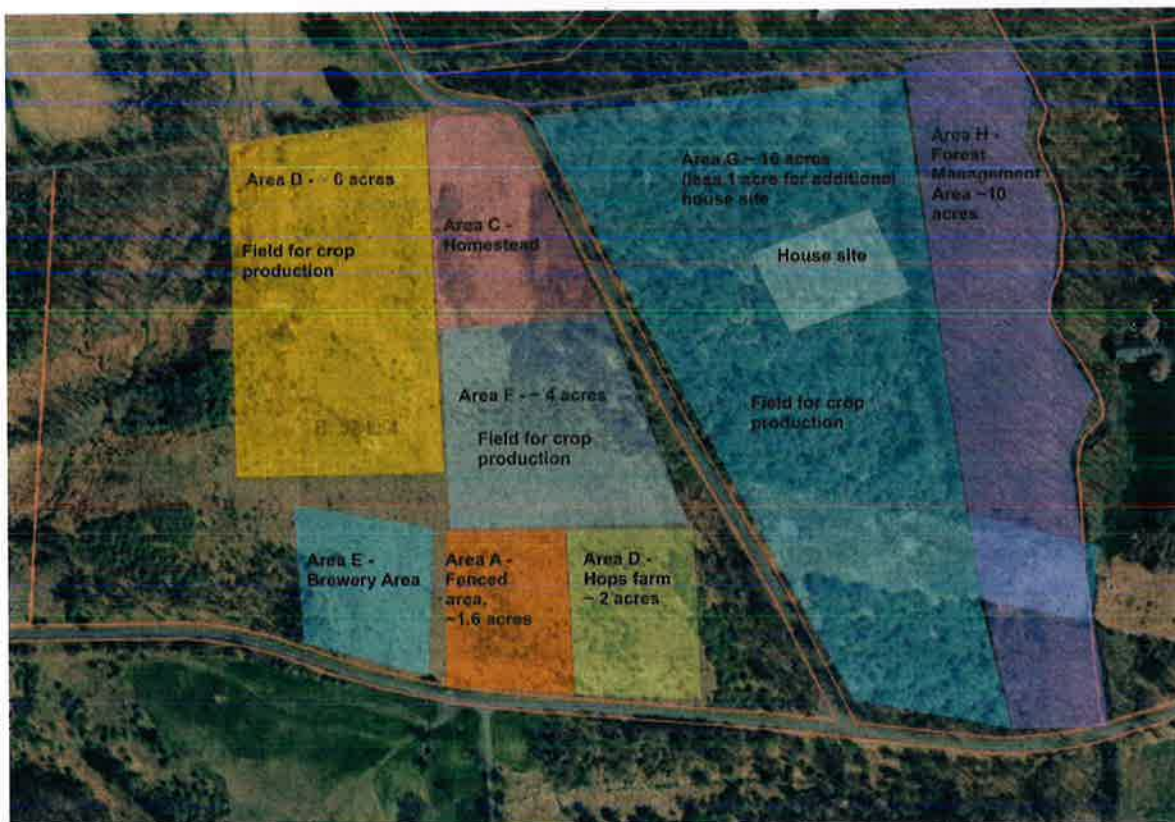 Area D - ~ 6 acres
Field for crop
production
Area C -
Homestead
Area G ~ 16 acres
(less 1 acre for additional
house site
House site
Area H -
Forest
Management
Area ~10
acres
Area F - ~ 4 acres
Field for crop
production
Field for crop
production
Area E -
Brewery Area
Area A -
Fenced
area,
~1.6 acres
Area D -
Hops farm
~ 2 acres